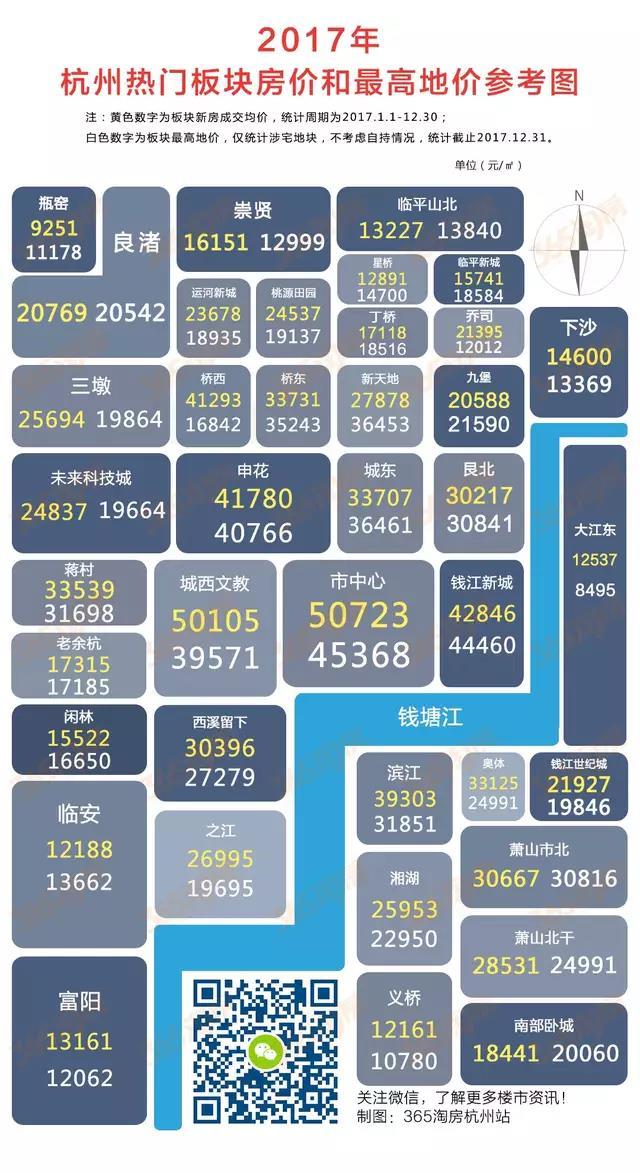 2017年
杭州热门板块房价和最高地价参考图
注：黄色数字为板块新房成交均价，统计周期为2017.1.1-12.30；
白色数字为板块最高地价，仅统计涉宅地块，不考虑自持情况，统计截止2017.12.31。
单位（元/㎡）
N
瓶窑
9251
11178
良渚
20769 20542
崇贤
16151 12999
临平山北
13227 13840
运河新城
23678
18935
桃源田园
24537
19137
星桥
12891
14700
临平新城
15741
18584
丁桥
17118
18516
乔司
21395
12012
下沙
14600
13369
三墩
25694 19864
桥西
41293
16842
桥东
33731
35243
新天地
27878
36453
九堡
20588
21590
未来科技城
24837 19664
申花
41780
40766
城东
33707
36461
艮北
30217
30841
大江东
12537
8495
蒋村
33539
31698
城西文教
50105
39571
市中心
50723
45368
钱江新城
42846
44460
老余杭
17315
17185
闲林
15522
16650
西溪留下
30396
27279
钱塘江
临安
12188
13662
之江
26995
19695
滨江
39303
31851
奥体
33125
24991
钱江世纪城
21927
19846
湘湖
25953
22950
萧山市北
30667 30816
萧山北干
28531 24991
富阳
13161
12062
义桥
12161
10780
南部卧城
18441 20060
关注微信，了解更多楼市资讯！
制图：365淘房杭州站